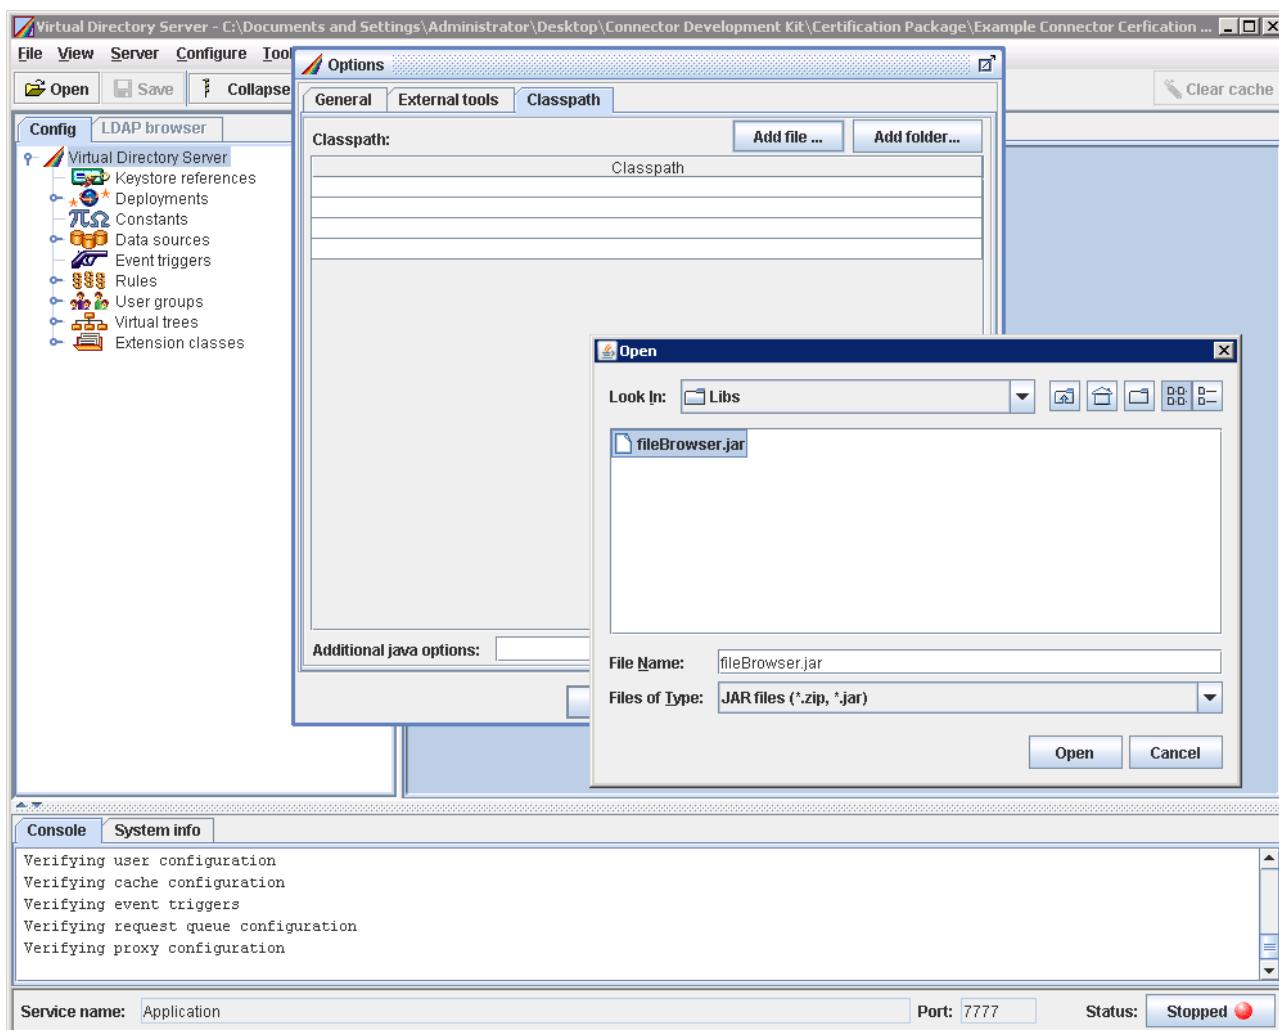 Virtual Directory Server - C:\Documents and Settings\Administrator\Desktop\Connector Development Kit\Certification Package\Example Connector Cerfication ...
File View Server Configure Tool
Open Save Collapse Clear cache
Options
General External tools Classpath
Config LDAP browser
Classpath: Add file ... Add folder...
Classpath
Virtual Directory Server
Keystore references
Deployments
Constants
Data sources
Event triggers
Rules
User groups
Virtual trees
Extension classes
Open
Look In: Libs
fileBrowser.jar
Additional java options:
File Name: fileBrowser.jar
Files of Type: JAR files (*.zip, *.jar)
Open Cancel
Console System info
Verifying user configuration
Verifying cache configuration
Verifying event triggers
Verifying request queue configuration
Verifying proxy configuration
Service name: Application Port: 7777 Status: Stopped